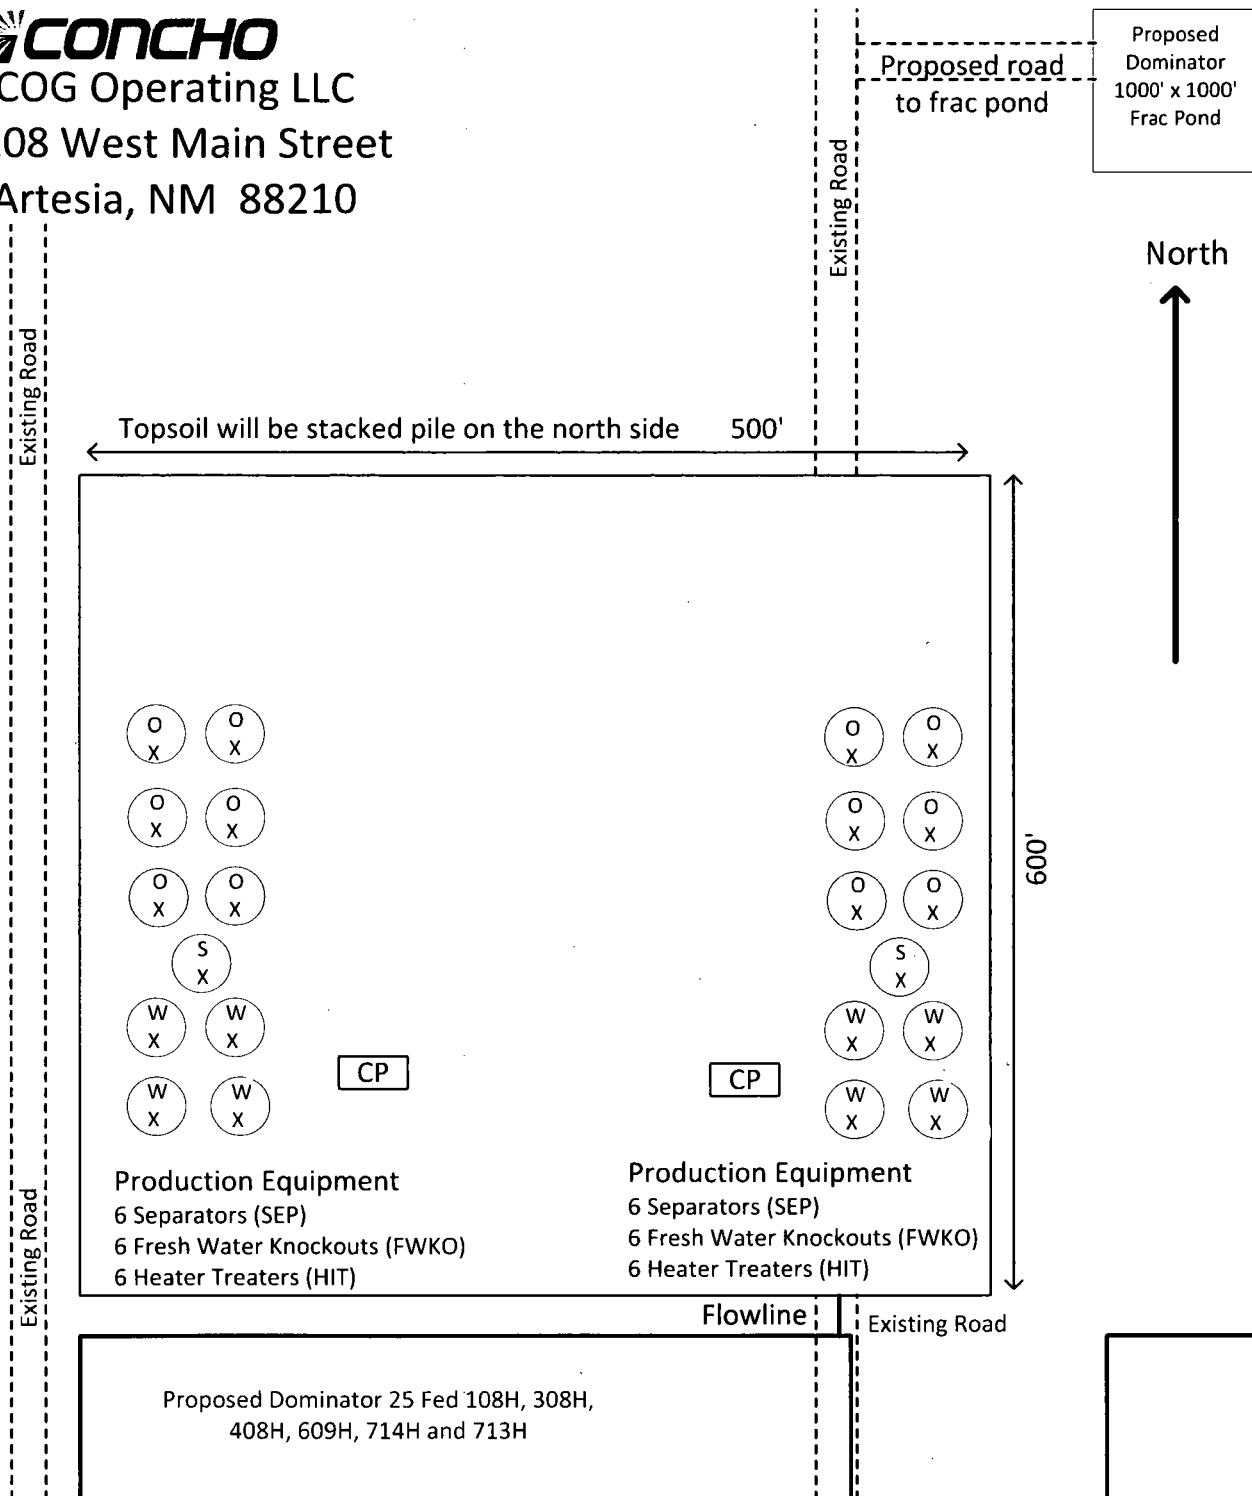 CONCHO
COG Operating LLC
08 West Main Street
Artesia, NM 88210
Proposed road
to frac pond
Proposed
Dominator
1000' x 1000'
Frac Pond
Existing Road
North
Existing Road
Topsoil will be stacked pile on the north side 500'
600'
O O
X X
O O
X X
O O
X X
S
X
W W
X X
W W
X X
CP
O O
X X
O O
X X
O O
X X
S
X
W W
X X
W W
X X
CP
Production Equipment
6 Separators (SEP)
6 Fresh Water Knockouts (FWKO)
6 Heater Treaters (HIT)
Production Equipment
6 Separators (SEP)
6 Fresh Water Knockouts (FWKO)
6 Heater Treaters (HIT)
Existing Road
Flowline
Existing Road
Proposed Dominator 25 Fed 108H, 308H,
408H, 609H, 714H and 713H